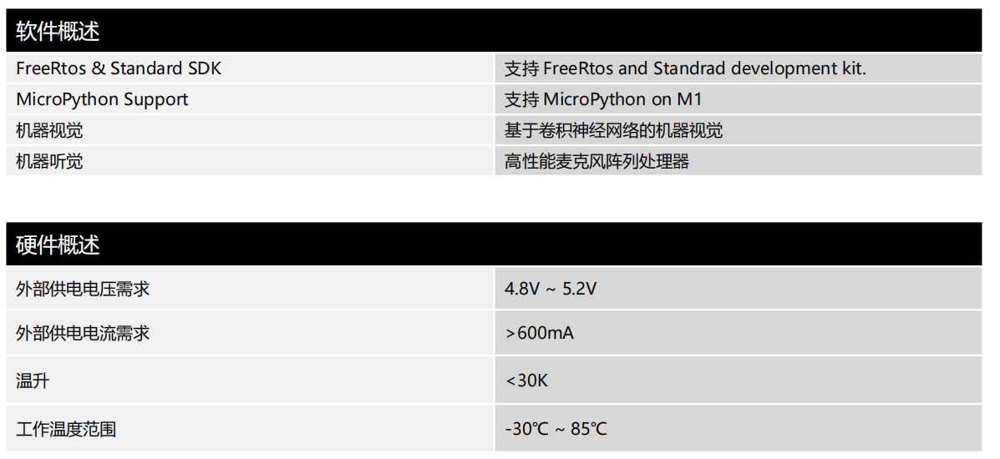 软件概述
FreeRtos & Standard SDK 支持 FreeRtos and Standrad development kit.
MicroPython Support 支持 MicroPython on M1
机器视觉 基于卷积神经网络的机器视觉
机器听觉 高性能麦克风阵列处理器
硬件概述
外部供电电压需求 4.8V ~ 5.2V
外部供电电流需求 >600mA
温升 <30K
工作温度范围 -30℃ ~ 85℃